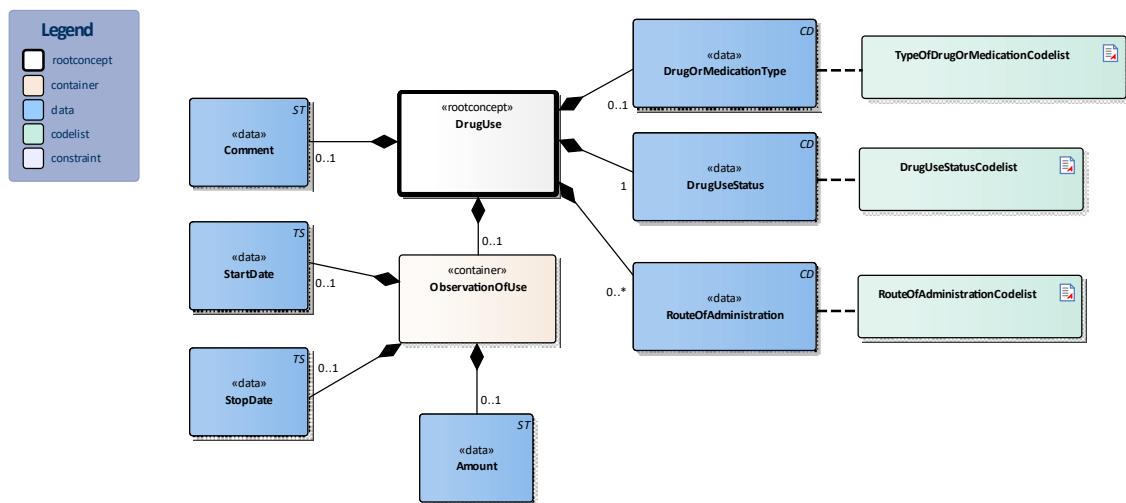 Legend
rootconcept
container
data
codelist
constraint
CD
«data»
DrugOrMedicationType
0..1
TypeOfDrugOrMedicationCodelist
«rootconcept»
DrugUse
ST
«data»
Comment
0..1
CD
«data»
DrugUseStatus
1
DrugUseStatusCodelist
TS
«data»
StartDate
0..1
0..1
«container»
ObservationOfUse
CD
«data»
RouteOfAdministration
0..*
RouteOfAdministrationCodelist
TS
«data»
StopDate
0..1
0..1
ST
«data»
Amount